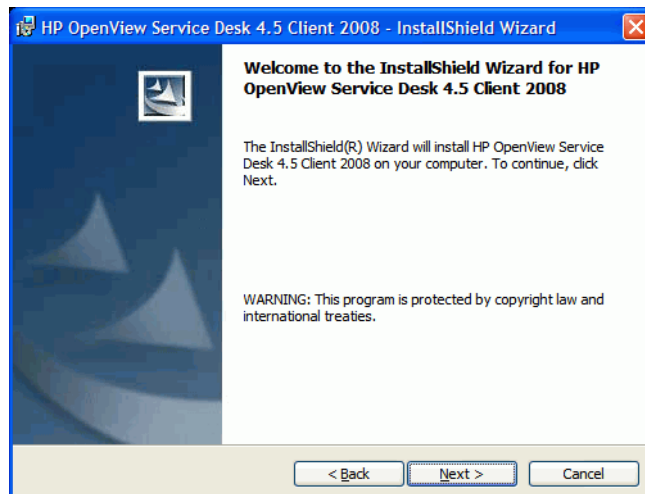 HP OpenView Service Desk 4.5 Client 2008 - InstallShield Wizard
Welcome to the InstallShield Wizard for HP
OpenView Service Desk 4.5 Client 2008
The InstallShield(R) Wizard will install HP OpenView Service
Desk 4.5 Client 2008 on your computer. To continue, click
Next.
WARNING: This program is protected by copyright law and
international treaties.
< Back
Next >
Cancel